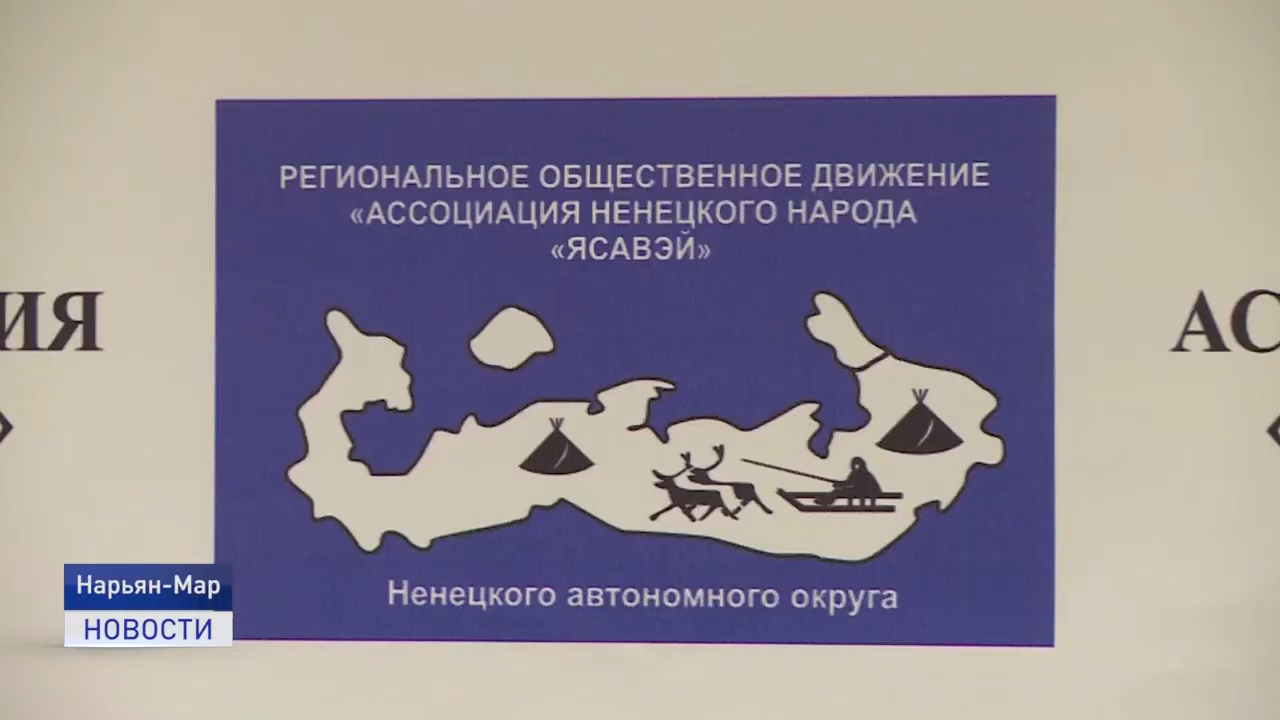 РЕГИОНАЛЬНОЕ ОБЩЕСТВЕННОЕ ДВИЖЕНИЕ
«АССОЦИАЦИЯ НЕНЕЦКОГО НАРОДА
«ЯСАВЭЙ»
ИЯ
»
АС
«
Ненецкого автономного округа
Нарьян-Мар
НОВОСТИ